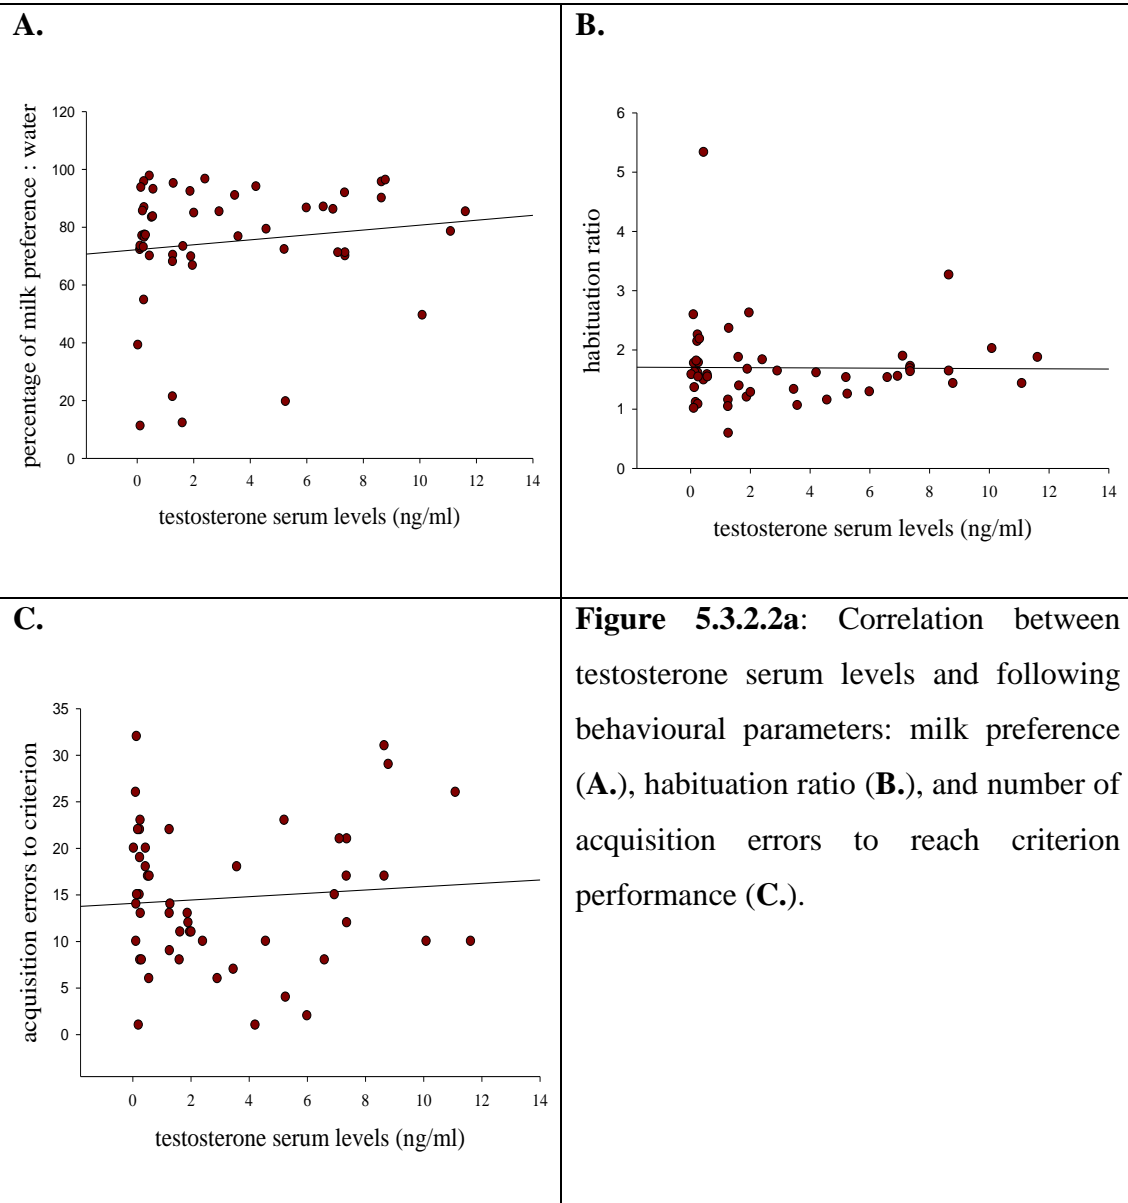 A.
120
100
80
60
40
20
0
percentage of milk preference : water
0 2 4 6 8 10 12 14
testosterone serum levels (ng/ml)
B.
6
5
4
3
2
1
0
habituation ratio
0 2 4 6 8 10 12 14
testosterone serum levels (ng/ml)
C.
35
30
25
20
15
10
5
0
acquisition errors to criterion
0 2 4 6 8 10 12 14
testosterone serum levels (ng/ml)
Figure 5.3.2.2a: Correlation between
testosterone serum levels and following
behavioural parameters: milk preference
(A.), habituation ratio (B.), and number of
acquisition errors to reach criterion
performance (C.).